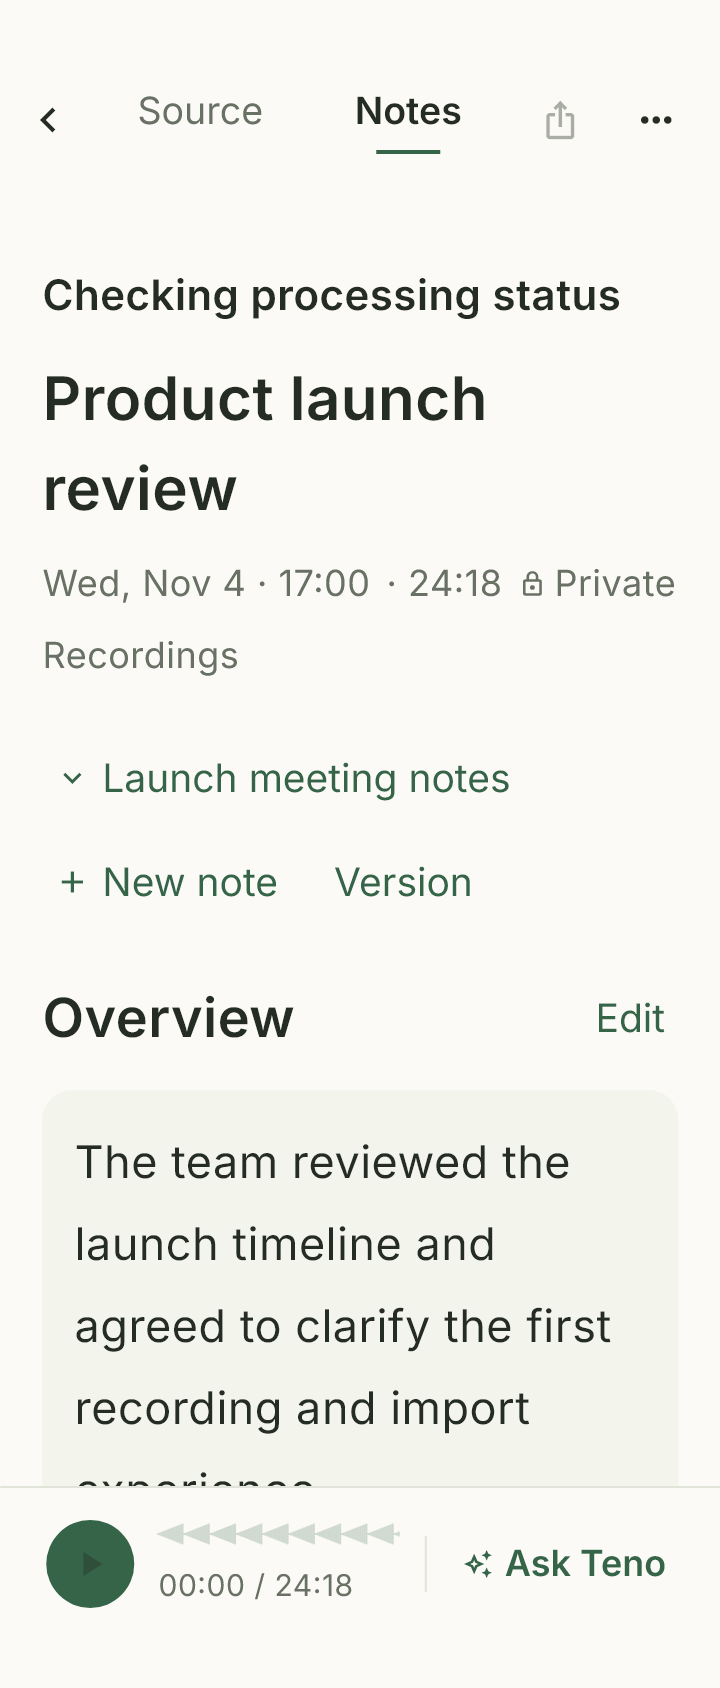 Source Notes
Checking processing status
Product launch
review
Wed, Nov 4 · 17:00 · 24:18 Private
Recordings
Launch meeting notes
+ New note Version
Overview Edit
The team reviewed the
launch timeline and
agreed to clarify the first
recording and import
experience
00:00 / 24:18 Ask Teno